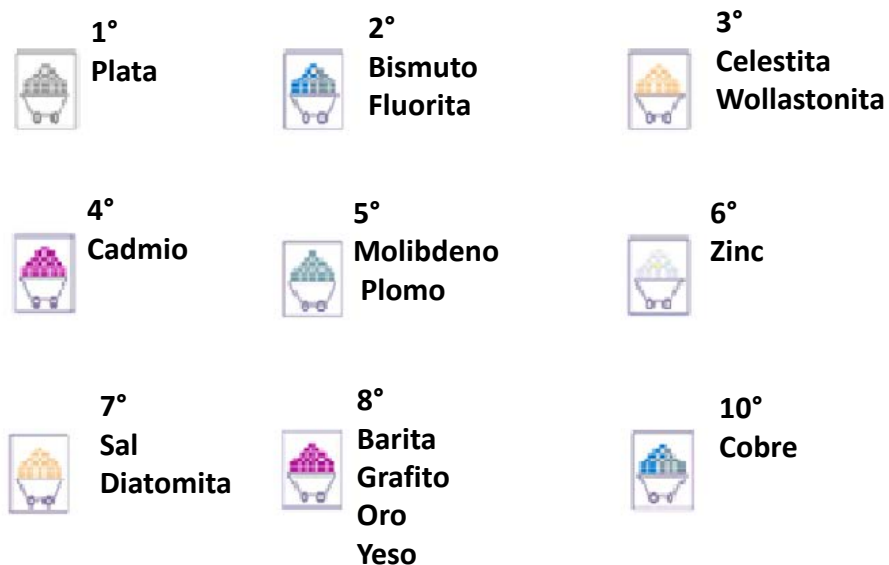 1°
Plata
2°
Bismuto
Fluorita
3°
Celestita
Wollastonita
4°
Cadmio
5°
Molibdeno
Plomo
6°
Zinc
7°
Sal
Diatomita
8°
Barita
Grafito
Oro
Yeso
10°
Cobre